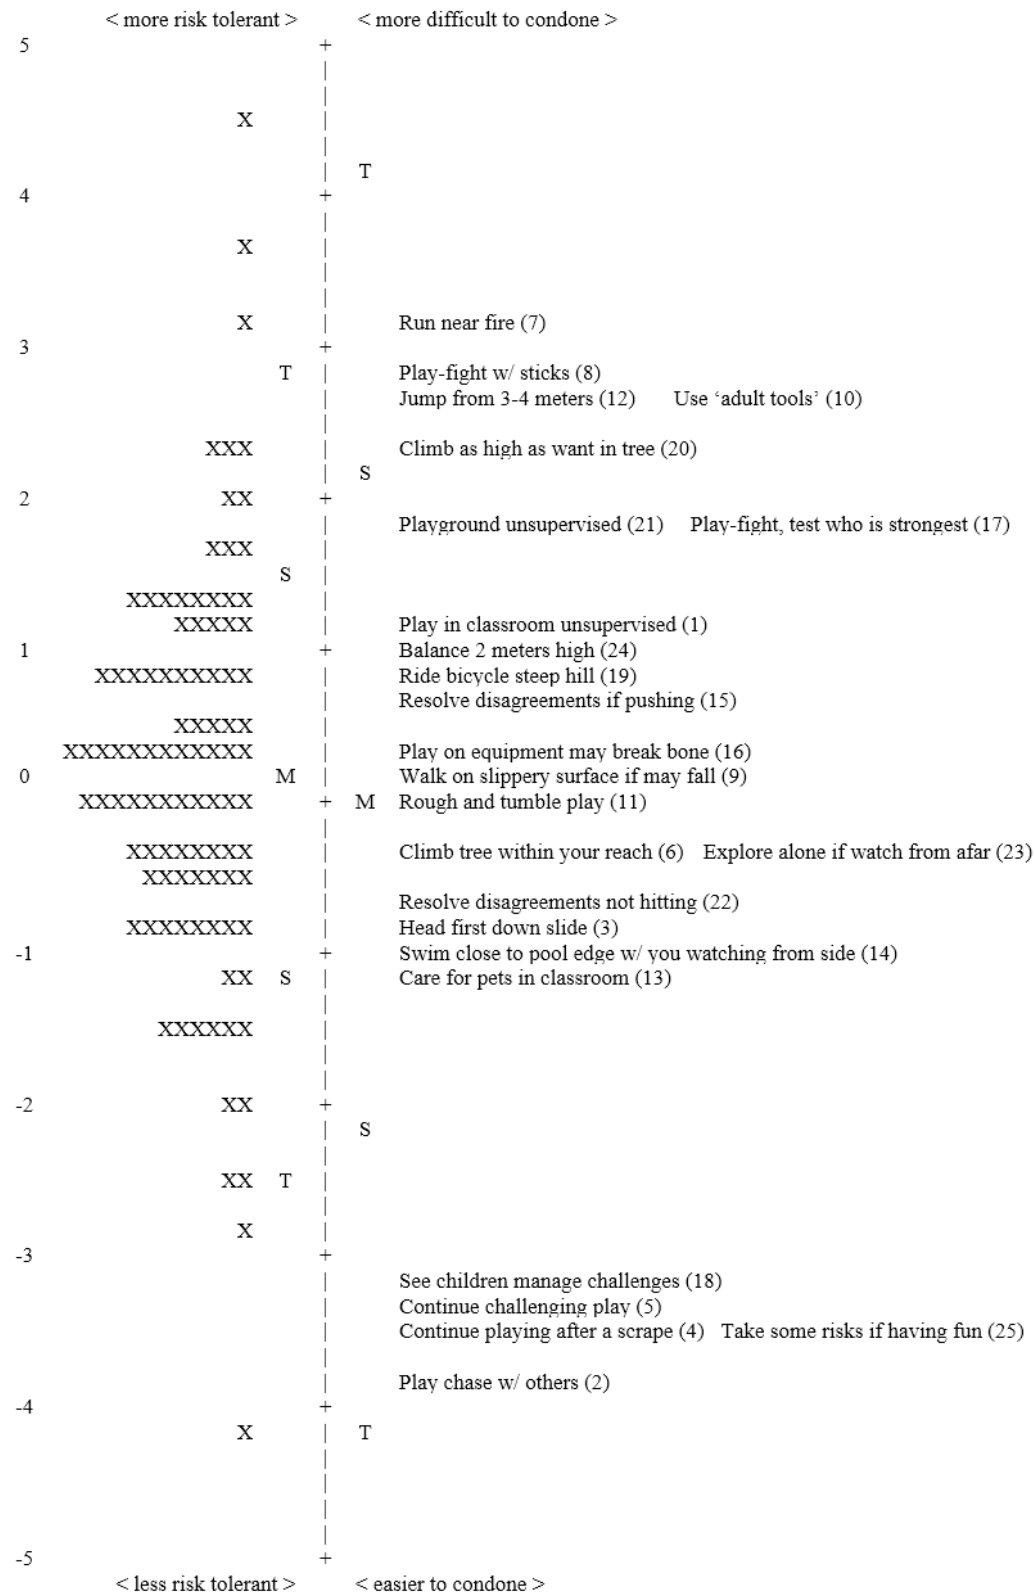 < more risk tolerant > < more difficult to condone >
5 +
X
T
4 +
X
X Run near fire (7)
3 +
T Play-fight w/ sticks (8)
Jump from 3-4 meters (12) Use ‘adult tools’ (10)
XXX Climb as high as want in tree (20)
S
2 XX +
Playground unsupervised (21) Play-fight, test who is strongest (17)
XXX
S
XXXXXXXX
XXXXX Play in classroom unsupervised (1)
1 + Balance 2 meters high (24)
XXXXXXXXXX Ride bicycle steep hill (19)
Resolve disagreements if pushing (15)
XXXXX
XXXXXXXXXXXX Play on equipment may break bone (16)
0 M Walk on slippery surface if may fall (9)
XXXXXXXXXXX + M Rough and tumble play (11)
XXXXXXXX Climb tree within your reach (6) Explore alone if watch from afar (23)
XXXXXXX
Resolve disagreements not hitting (22)
XXXXXXXX Head first down slide (3)
-1 + Swim close to pool edge w/ you watching from side (14)
XX S Care for pets in classroom (13)
XXXXXX
-2 XX +
S
XX T
X
-3 +
See children manage challenges (18)
Continue challenging play (5)
Continue playing after a scrape (4) Take some risks if having fun (25)
Play chase w/ others (2)
-4 +
X T
-5 +
< less risk tolerant > < easier to condone >